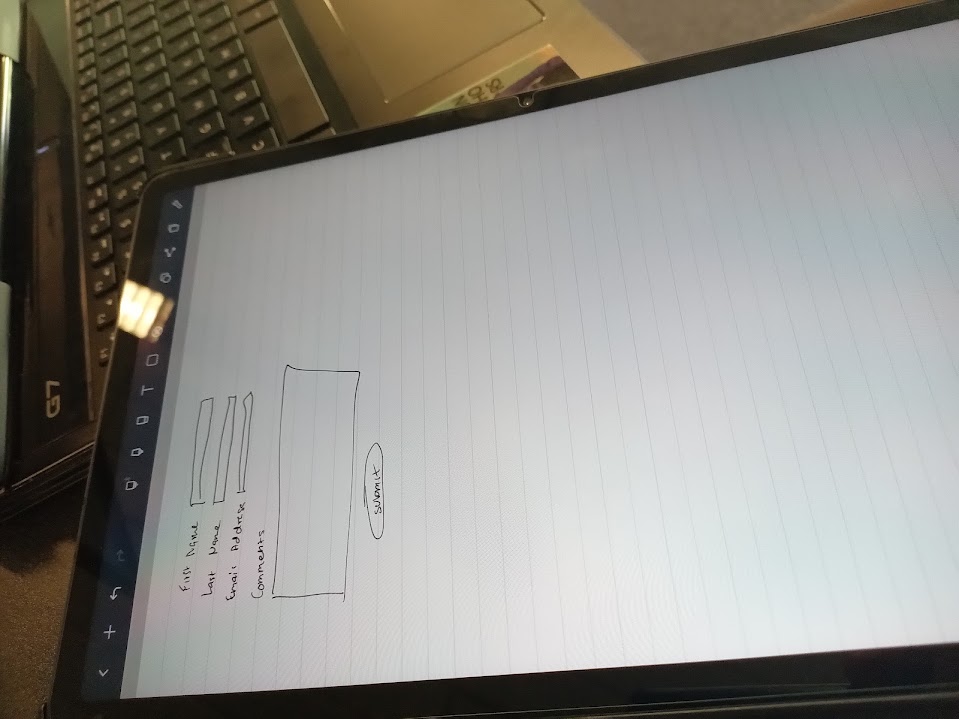 G7
T
First Name
Last Name
Email Address
Comments
submit